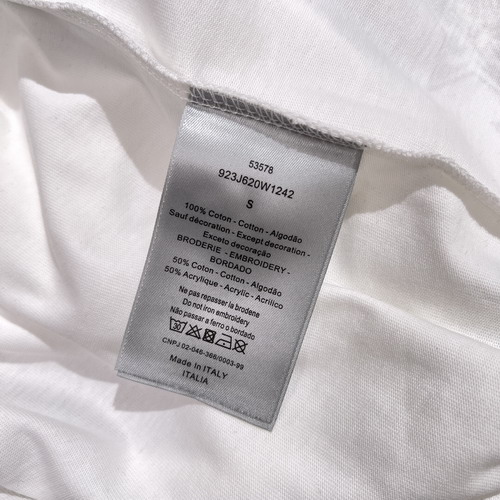 53578
923J620W1242
S
100% Coton - Cotton - Algodão
Sauf décoration - Except decoration -
Exceto decoração
BRODERIE - EMBROIDERY -
BORDADO
50% Coton - Cotton - Algodão
50% Acrylique - Acrylic - Acrilico
Ne pas repasser la broderie
Do not iron embroidery
Não passar a ferro o bordado
30
CNPJ 02-046-368/0003-99
Made in ITALY
ITALIA